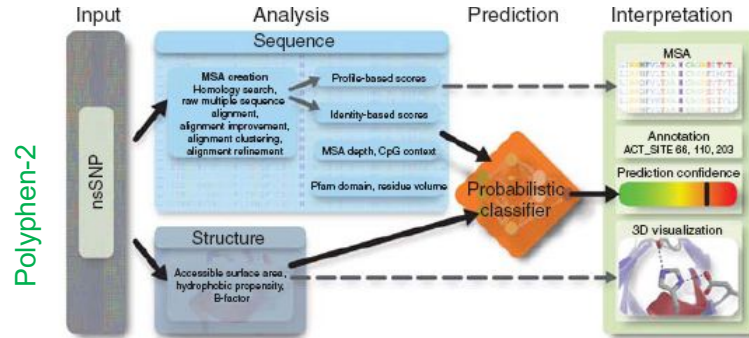 Input
Analysis
Prediction
Interpretation
Polyphen-2
nsSNP
Sequence
MSA creation
Homology search,
raw multiple sequence
alignment,
alignment improvement,
alignment clustering,
alignment refinement
Profile-based scores
Identity-based scores
MSA depth, CpG context
Pfam domain, residue volume
Structure
Accessible surface area,
hydrophobic propensity,
B-factor
Probabilistic
classifier
MSA
Annotation
ACT_SITE 66, 110, 203
Prediction confidence
3D visualization